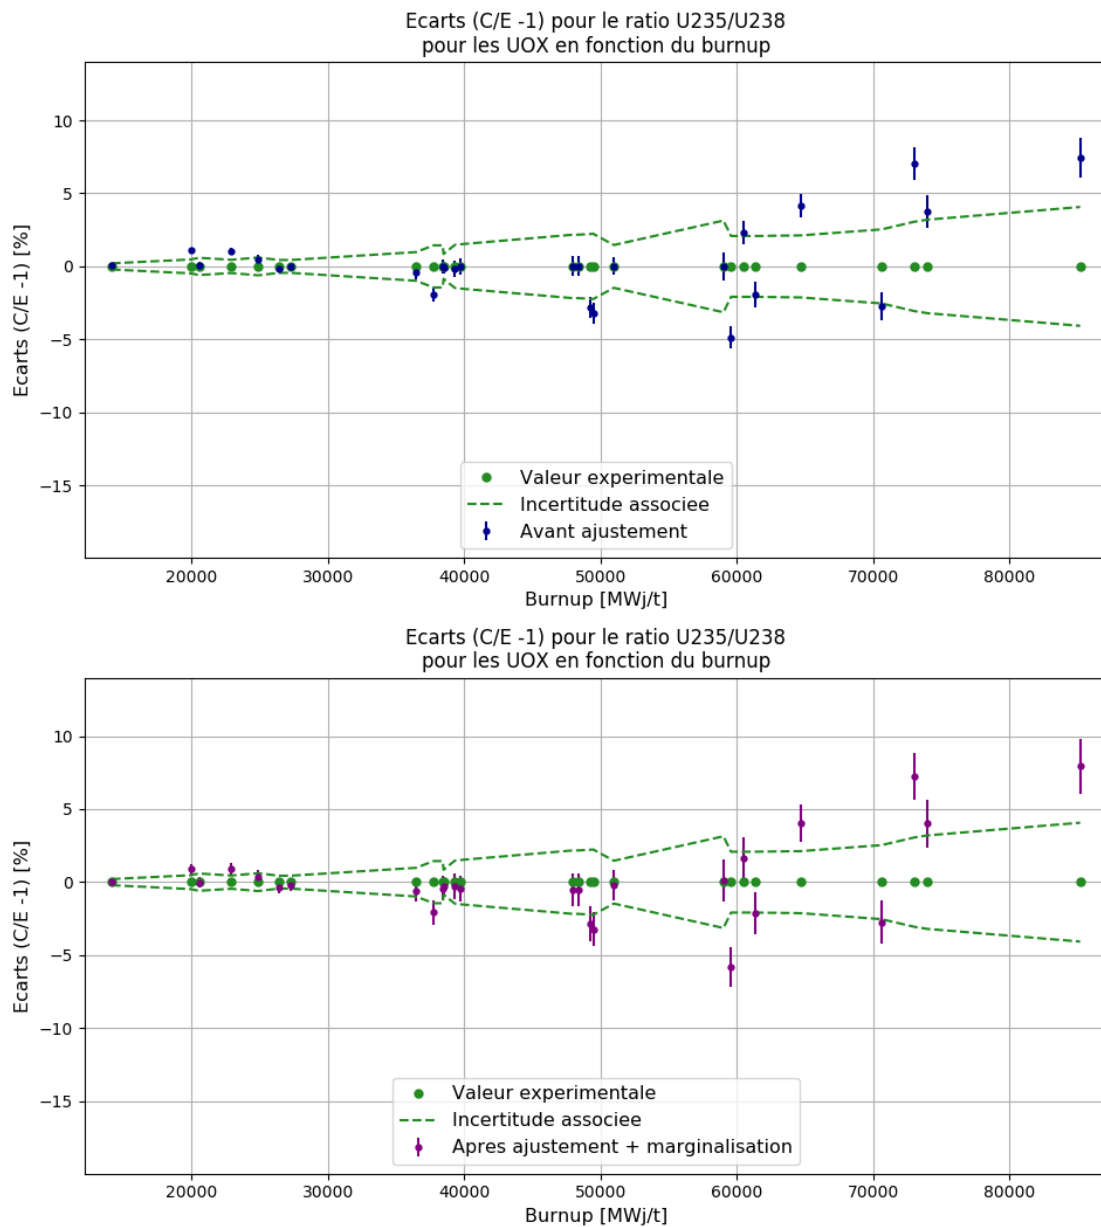 Ecarts (C/E -1) pour le ratio U235/U238
pour les UOX en fonction du burnup
Ecarts (C/E -1) [%]
10
5
0
−5
−10
−15
Valeur experimentale
Incertitude associee
Avant ajustement
20000 30000 40000 50000 60000 70000 80000
Burnup [MWj/t]
Ecarts (C/E -1) pour le ratio U235/U238
pour les UOX en fonction du burnup
Ecarts (C/E -1) [%]
10
5
0
−5
−10
−15
Valeur experimentale
Incertitude associee
Apres ajustement + marginalisation
20000 30000 40000 50000 60000 70000 80000
Burnup [MWj/t]